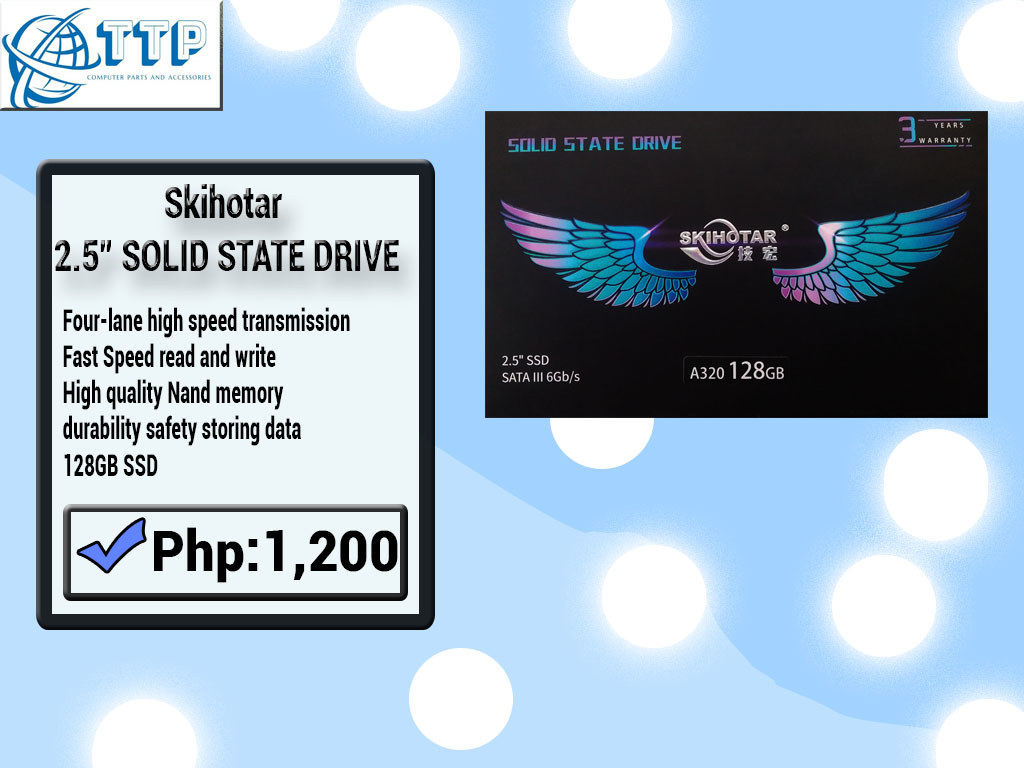 TTP
COMPUTER PARTS AND ACCESSORIES
Skihotar
2.5" SOLID STATE DRIVE
Four-lane high speed transmission
Fast Speed read and write
High quality Nand memory
durability safety storing data
128GB SSD
Php:1,200
SOLID STATE DRIVE
3 YEARS
WARRANTY
SKIHOTAR®
技宏
2.5" SSD
SATA III 6Gb/s
A320 128GB